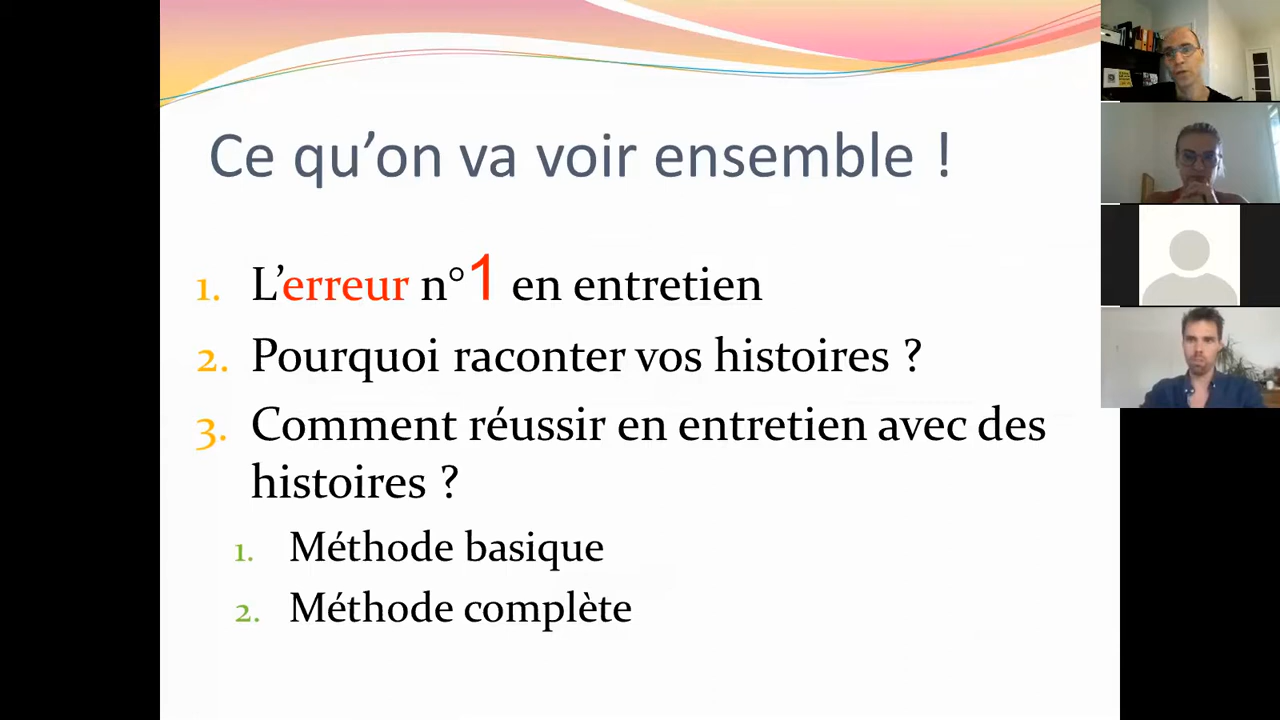 Ce qu’on va voir ensemble !
1. L’erreur n°1 en entretien
2. Pourquoi raconter vos histoires ?
3. Comment réussir en entretien avec des
histoires ?
1. Méthode basique
2. Méthode complète